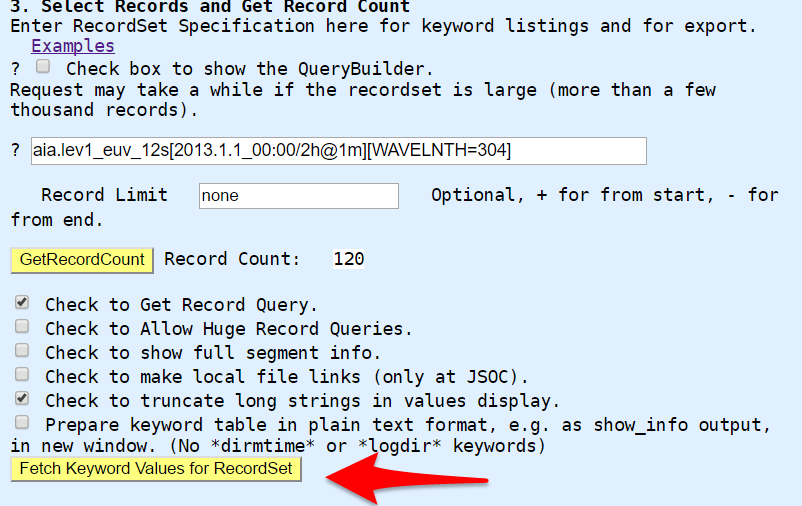 3. Select Records and Get Record Count
Enter RecordSet Specification here for keyword listings and for export.
Examples
? Check box to show the QueryBuilder.
Request may take a while if the recordset is large (more than a few
thousand records).
? aia.lev1_euv_12s[2013.1.1_00:00/2h@1m][WAVELNTH=304]
Record Limit none Optional, + for from start, - for
from end.
GetRecordCount Record Count: 120
Check to Get Record Query.
Check to Allow Huge Record Queries.
Check to show full segment info.
Check to make local file links (only at JSOC).
Check to truncate long strings in values display.
Prepare keyword table in plain text format, e.g. as show_info output,
in new window. (No *dirmtime* or *logdir* keywords)
Fetch Keyword Values for RecordSet